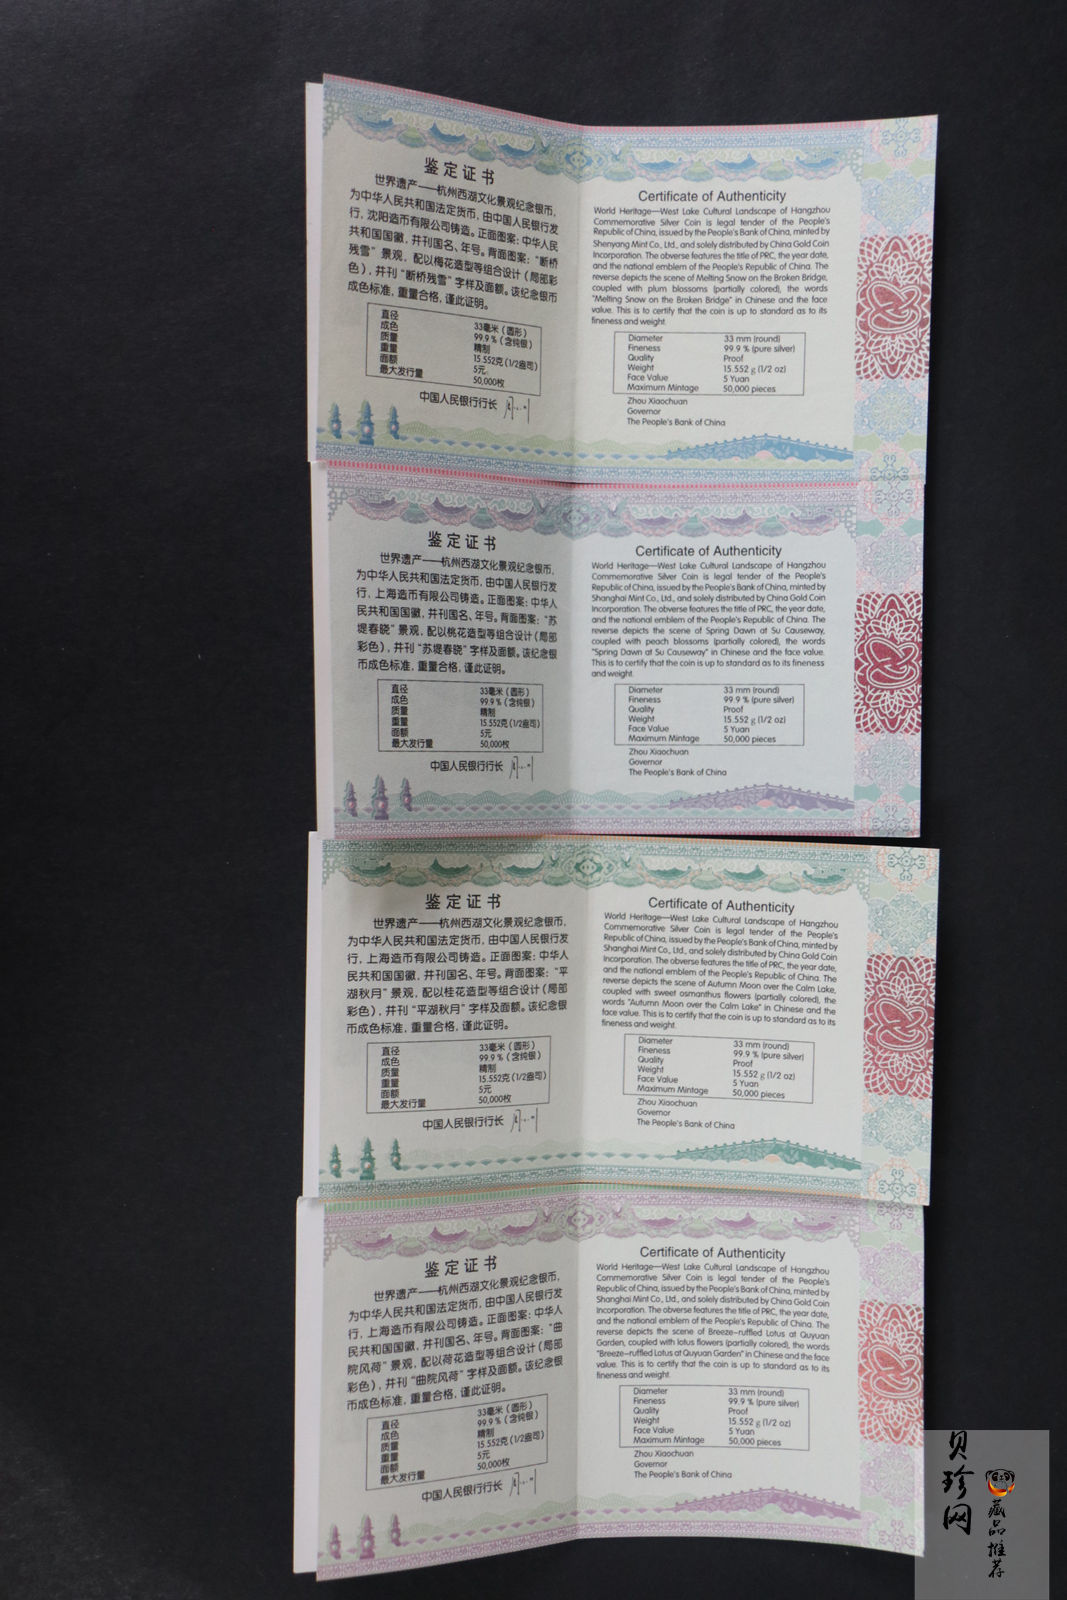 鉴定证书
世界遗产——杭州西湖文化景观纪念银币，
为中华人民共和国法定货币，由中国人民银行发
行，沈阳造币有限公司铸造。正面图案：中华人民
共和国国徽，并刊国名、年号。背面图案：“断桥
残雪”景观，配以梅花造型等组合设计（局部彩
色），并刊“断桥残雪”字样及面额。该纪念银币
成色标准，重量合格，谨此证明。
直径 33毫米（圆形）
成色 99.9％（含纯银）
质量 精制
重量 15.552克(1/2盎司)
面额 5元
最大发行量 50,000枚
中国人民银行行长
Certificate of Authenticity
World Heritage—West Lake Cultural Landscape of Hangzhou
Commemorative Silver Coin is legal tender of the People's
Republic of China, issued by the People's Bank of China, minted by
Shenyang Mint Co., Ltd., and solely distributed by China Gold Coin
Incorporation. The obverse features the title of PRC, the year date,
and the national emblem of the People's Republic of China. The
reverse depicts the scene of Melting Snow on the Broken Bridge,
coupled with plum blossoms (partially colored), the words
"Melting Snow on the Broken Bridge" in Chinese and the face
value. This is to certify that the coin is up to standard as to its
fineness and weight.
Diameter 33 mm (round)
Fineness 99.9 % (pure silver)
Quality Proof
Weight 15.552 g (1/2 oz)
Face Value 5 Yuan
Maximum Mintage 50,000 pieces
Zhou Xiaochuan
Governor
The People's Bank of China
鉴定证书
世界遗产——杭州西湖文化景观纪念银币，
为中华人民共和国法定货币，由中国人民银行发
行，上海造币有限公司铸造。正面图案：中华人
民共和国国徽，并刊国名、年号。背面图案：“苏
堤春晓”景观，配以桃花造型等组合设计（局部
彩色），并刊“苏堤春晓”字样及面额。该纪念银
币成色标准，重量合格，谨此证明。
直径 33毫米（圆形）
成色 99.9％（含纯银）
质量 精制
重量 15.552克(1/2盎司)
面额 5元
最大发行量 50,000枚
中国人民银行行长
Certificate of Authenticity
World Heritage—West Lake Cultural Landscape of Hangzhou
Commemorative Silver Coin is legal tender of the People's
Republic of China, issued by the People's Bank of China, minted by
Shanghai Mint Co., Ltd., and solely distributed by China Gold Coin
Incorporation. The obverse features the title of PRC, the year date,
and the national emblem of the People's Republic of China. The
reverse depicts the scene of Spring Dawn at Su Causeway,
coupled with peach blossoms (partially colored), the words
"Spring Dawn at Su Causeway" in Chinese and the face value.
This is to certify that the coin is up to standard as to its fineness
and weight.
Diameter 33 mm (round)
Fineness 99.9 % (pure silver)
Quality Proof
Weight 15.552 g (1/2 oz)
Face Value 5 Yuan
Maximum Mintage 50,000 pieces
Zhou Xiaochuan
Governor
The People's Bank of China
鉴定证书
世界遗产——杭州西湖文化景观纪念银币，
为中华人民共和国法定货币，由中国人民银行发
行，上海造币有限公司铸造。正面图案：中华人
民共和国国徽，并刊国名、年号。背面图案：“平
湖秋月”景观，配以桂花造型等组合设计（局部
彩色），并刊“平湖秋月”字样及面额。该纪念银
币成色标准，重量合格，谨此证明。
直径 33毫米（圆形）
成色 99.9％（含纯银）
质量 精制
重量 15.552克(1/2盎司)
面额 5元
最大发行量 50,000枚
中国人民银行行长
Certificate of Authenticity
World Heritage—West Lake Cultural Landscape of Hangzhou
Commemorative Silver Coin is legal tender of the People's
Republic of China, issued by the People's Bank of China, minted by
Shanghai Mint Co., Ltd., and solely distributed by China Gold Coin
Incorporation. The obverse features the title of PRC, the year date,
and the national emblem of the People's Republic of China. The
reverse depicts the scene of Autumn Moon over the Calm Lake,
coupled with sweet osmanthus flowers (partially colored), the
words "Autumn Moon over the Calm Lake" in Chinese and the
face value. This is to certify that the coin is up to standard as to its
fineness and weight.
Diameter 33 mm (round)
Fineness 99.9 % (pure silver)
Quality Proof
Weight 15.552 g (1/2 oz)
Face Value 5 Yuan
Maximum Mintage 50,000 pieces
Zhou Xiaochuan
Governor
The People's Bank of China
鉴定证书
世界遗产——杭州西湖文化景观纪念银币，
为中华人民共和国法定货币，由中国人民银行发
行，上海造币有限公司铸造。正面图案：中华人
民共和国国徽，并刊国名、年号。背面图案：“曲
院风荷”景观，配以荷花造型等组合设计（局部
彩色），并刊“曲院风荷”字样及面额。该纪念银
币成色标准，重量合格，谨此证明。
直径 33毫米（圆形）
成色 99.9％（含纯银）
质量 精制
重量 15.552克(1/2盎司)
面额 5元
最大发行量 50,000枚
中国人民银行行长
Certificate of Authenticity
World Heritage—West Lake Cultural Landscape of Hangzhou
Commemorative Silver Coin is legal tender of the People's
Republic of China, issued by the People's Bank of China, minted by
Shanghai Mint Co., Ltd., and solely distributed by China Gold Coin
Incorporation. The obverse features the title of PRC, the year date,
and the national emblem of the People's Republic of China. The
reverse depicts the scene of Breeze-ruffled Lotus at Quyuan
Garden, coupled with lotus flowers (partially colored), the words
"Breeze-ruffled Lotus at Quyuan Garden" in Chinese and the face
value. This is to certify that the coin is up to standard as to its
fineness and weight.
Diameter 33 mm (round)
Fineness 99.9 % (pure silver)
Quality Proof
Weight 15.552 g (1/2 oz)
Face Value 5 Yuan
Maximum Mintage 50,000 pieces
Zhou Xiaochuan
Governor
The People's Bank of China
贝珍网
藏品推荐